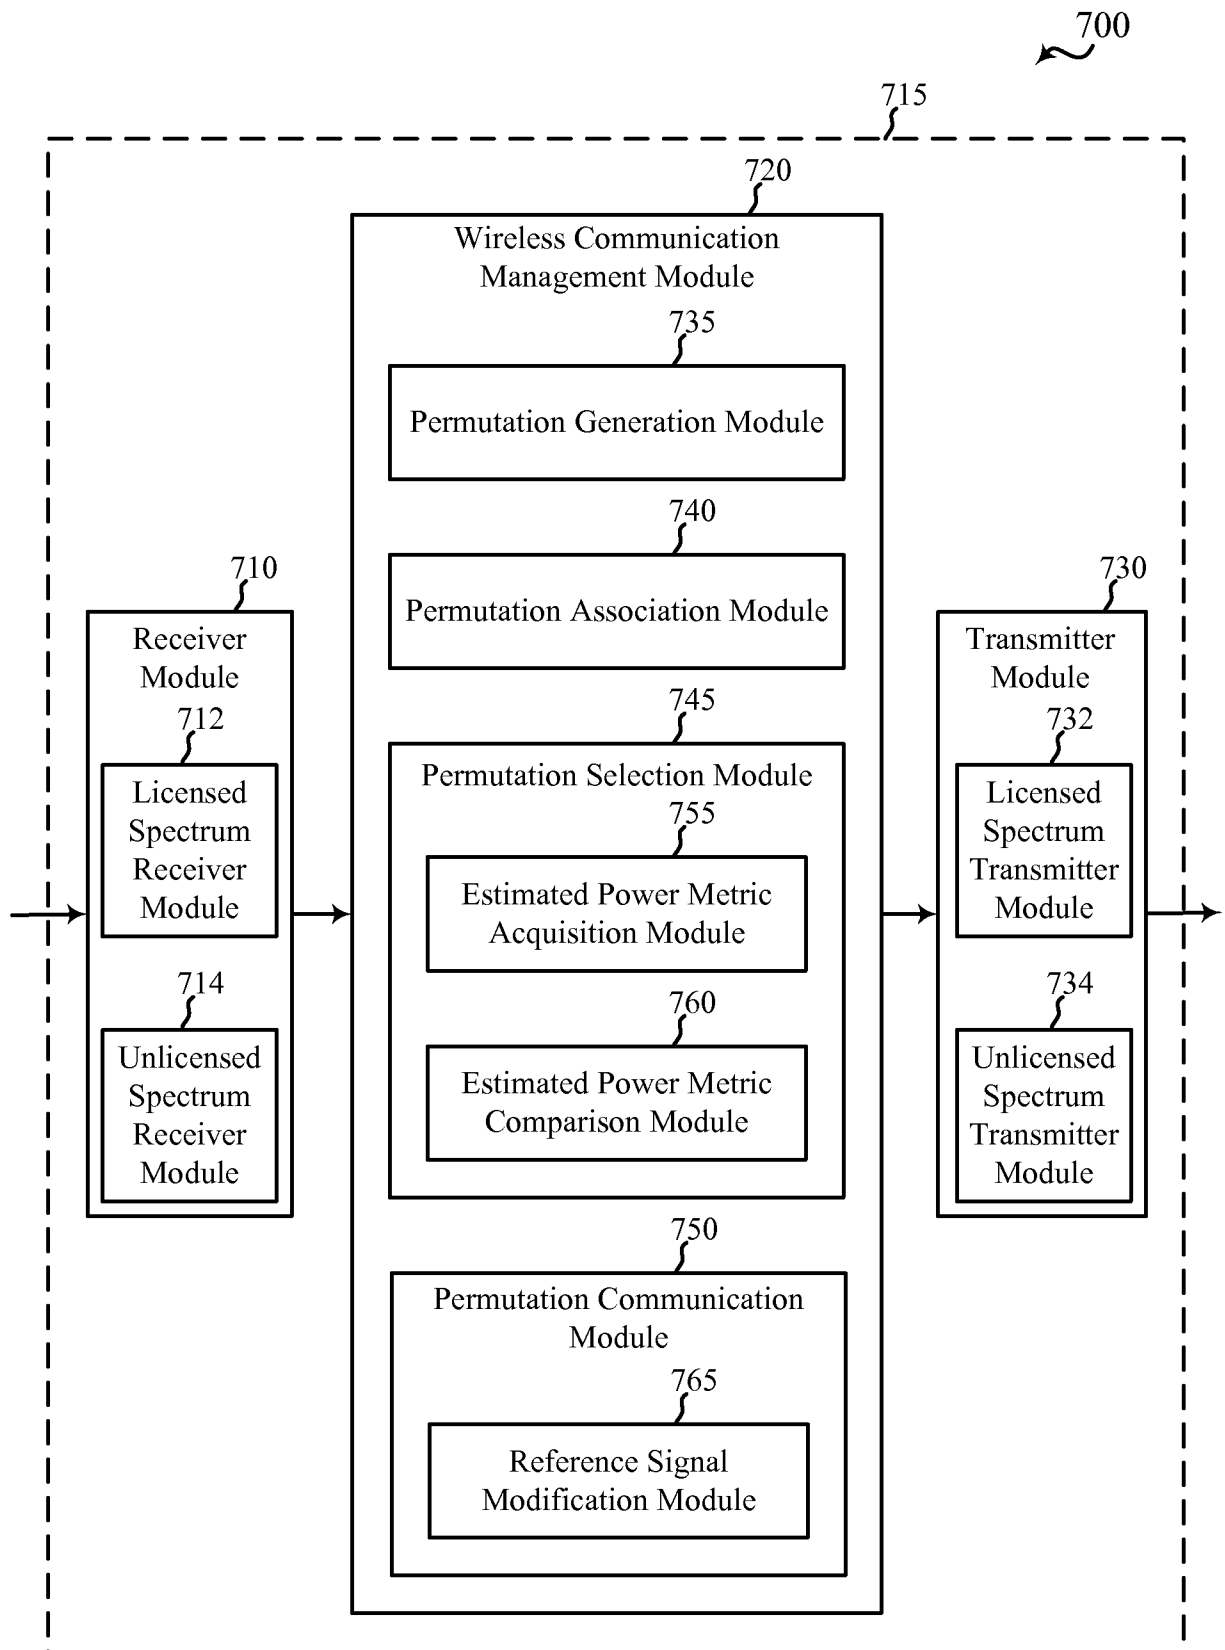 700
715
720
Wireless Communication
Management Module
735
Permutation Generation Module
740
Permutation Association Module
710
Receiver
Module
712
Licensed
Spectrum
Receiver
Module
714
Unlicensed
Spectrum
Receiver
Module
745
Permutation Selection Module
755
Estimated Power Metric
Acquisition Module
760
Estimated Power Metric
Comparison Module
750
Permutation Communication
Module
765
Reference Signal
Modification Module
730
Transmitter
Module
732
Licensed
Spectrum
Transmitter
Module
734
Unlicensed
Spectrum
Transmitter
Module